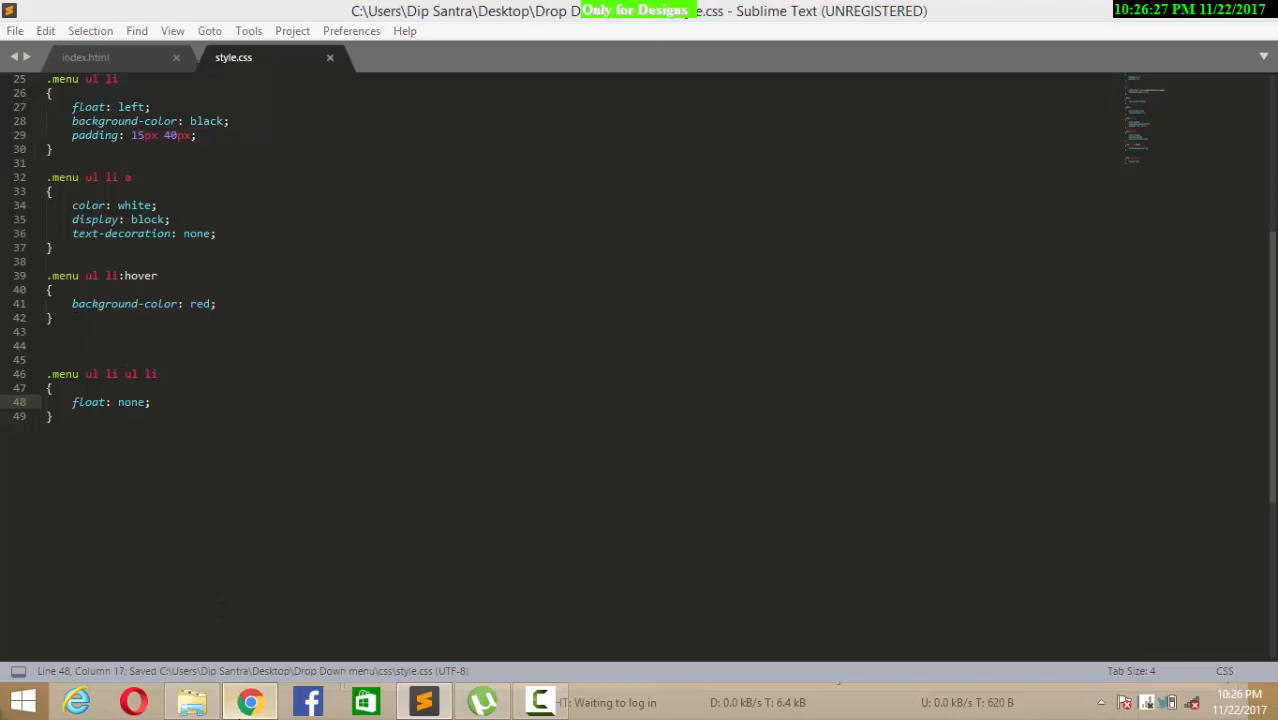 C:\Users\Dip Santra\Desktop\Drop D Only for Designs e.css - Sublime Text (UNREGISTERED) 10:26:27 PM 11/22/2017
File Edit Selection Find View Goto Tools Project Preferences Help
index.html × style.css ×
25 .menu ul li
26 {
27 float: left;
28 background-color: black;
29 padding: 15px 40px;
30 }
31
32 .menu ul li a
33 {
34 color: white;
35 display: block;
36 text-decoration: none;
37 }
38
39 .menu ul li:hover
40 {
41 background-color: red;
42 }
43
44
45
46 .menu ul li ul li
47 {
48 float: none;
49 }
Line 48, Column 17; Saved C:\Users\Dip Santra\Desktop\Drop Down menu\css\style.css (UTF-8) Tab Size: 4 CSS
HT: Waiting to log in D: 0.0 kB/s T: 6.4 kB U: 0.0 kB/s T: 620 B 10:26 PM
11/22/2017